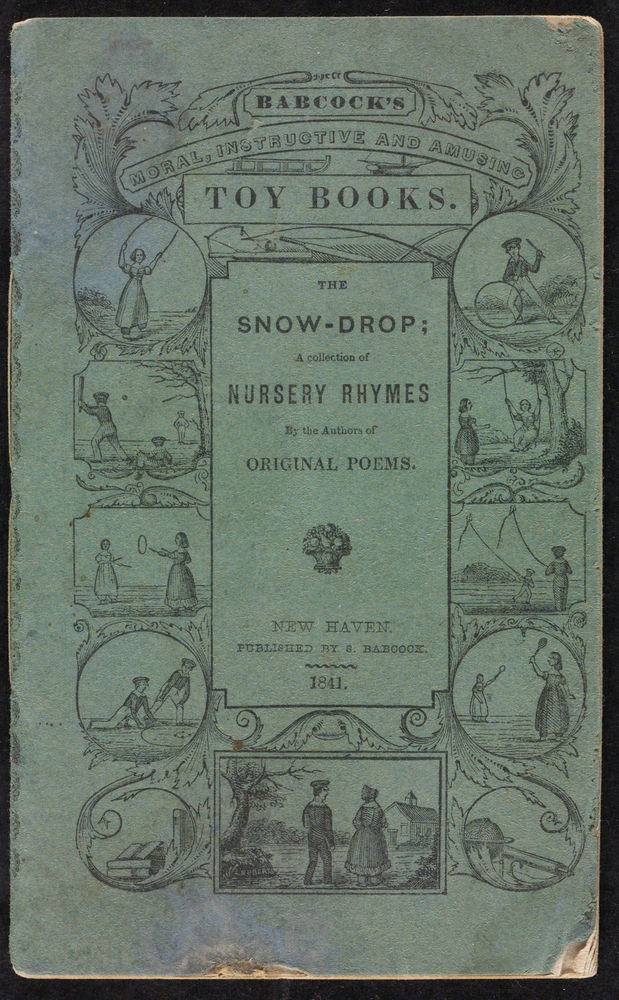 BABCOCK'S
MORAL, INSTRUCTIVE AND AMUSING
TOY BOOKS.
THE
SNOW-DROP;
A collection of
NURSERY RHYMES
By the Authors of
ORIGINAL POEMS.
NEW HAVEN.
PUBLISHED BY S. BABCOCK.
1841.